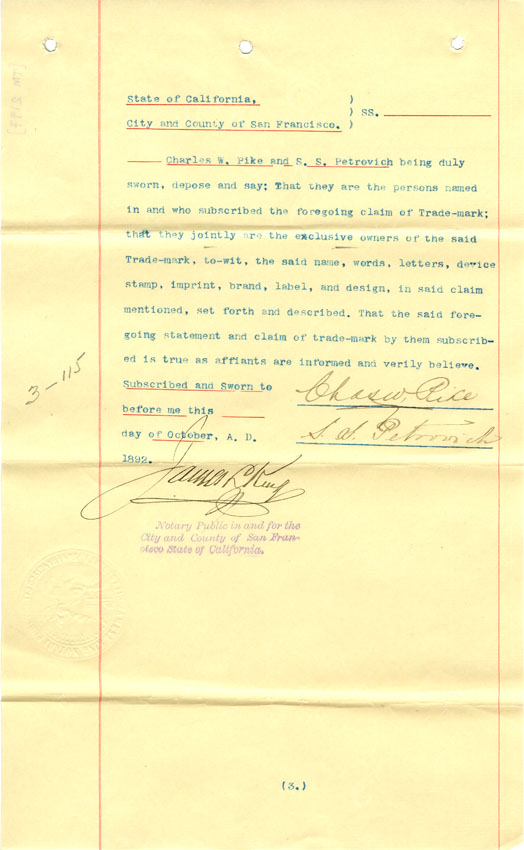 State of California, )
) SS.
City and County of San Francisco. )
Charles W. Pike and S. S. Petrovich being duly
sworn, depose and say; That they are the persons named
in and who subscribed the foregoing claim of Trade-mark;
that they jointly are the exclusive owners of the said
Trade-mark, to-wit, the said name, words, letters, device
stamp, imprint, brand, label, and design, in said claim
mentioned, set forth and described. That the said fore-
going statement and claim of trade-mark by them subscrib-
ed is true as affiants are informed and verily believe.
3-115
Subscribed and Sworn to
Chas W. Pike
before me this
day of October, A. D.
S. S. Petrovich
1892.
James L King
Notary Public in and for the
City and County of San Fran-
cisco State of California.
(3.)